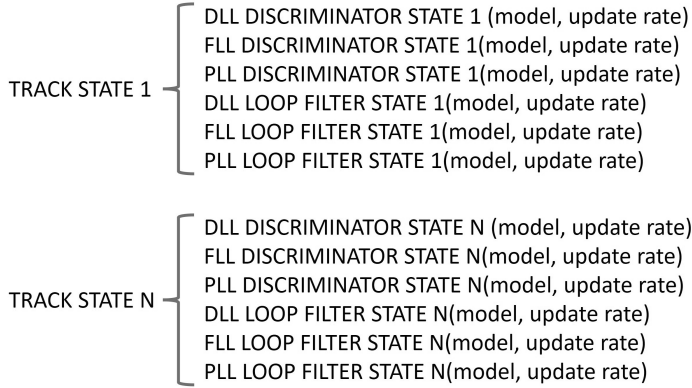 DLL DISCRIMINATOR STATE 1 (model, update rate)
FLL DISCRIMINATOR STATE 1(model, update rate)
PLL DISCRIMINATOR STATE 1(model, update rate)
TRACK STATE 1
DLL LOOP FILTER STATE 1(model, update rate)
FLL LOOP FILTER STATE 1(model, update rate)
PLL LOOP FILTER STATE 1(model, update rate)
DLL DISCRIMINATOR STATE N (model, update rate)
FLL DISCRIMINATOR STATE N(model, update rate)
PLL DISCRIMINATOR STATE N(model, update rate)
TRACK STATE N
DLL LOOP FILTER STATE N(model, update rate)
FLL LOOP FILTER STATE N(model, update rate)
PLL LOOP FILTER STATE N(model, update rate)